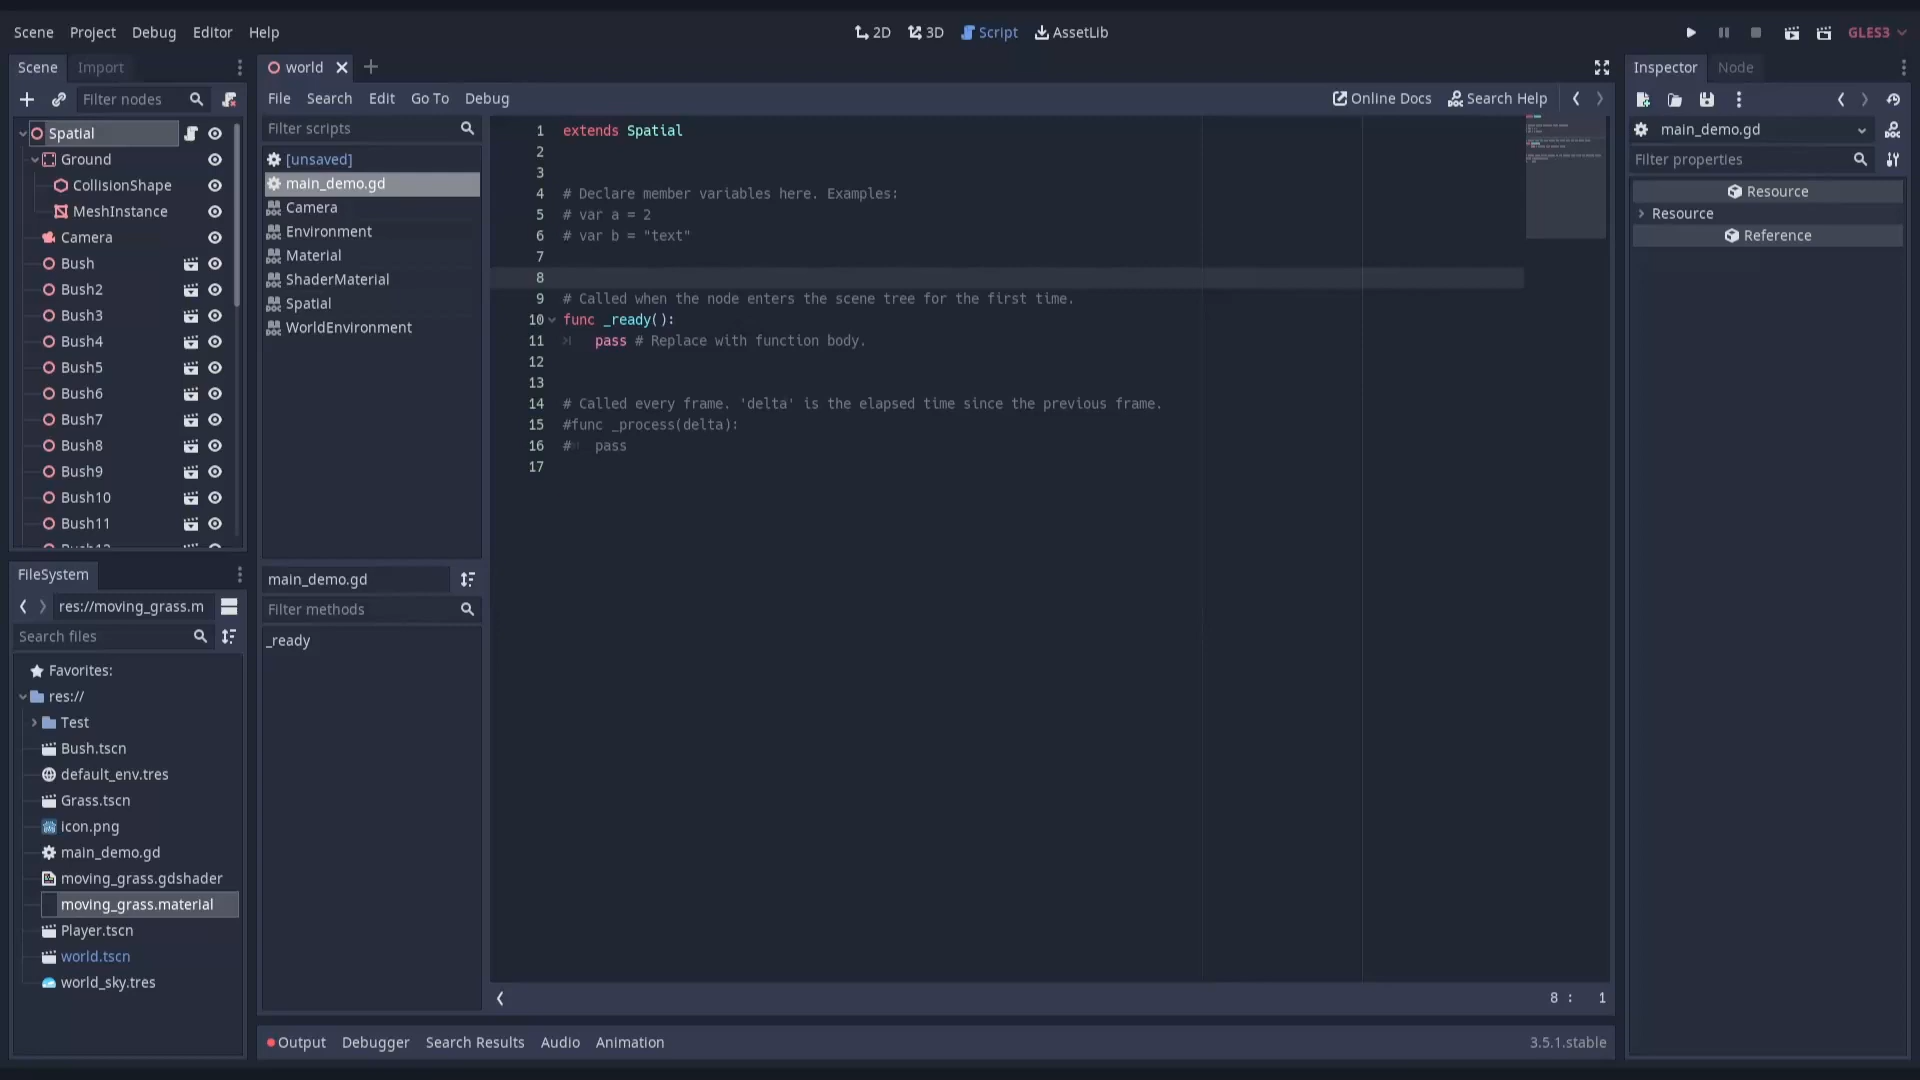 Scene Project Debug Editor Help
2D 3D Script AssetLib
GLES3
Scene Import
Filter nodes
Spatial
Ground
CollisionShape
MeshInstance
Camera
Bush
Bush2
Bush3
Bush4
Bush5
Bush6
Bush7
Bush8
Bush9
Bush10
Bush11
FileSystem
res://moving_grass.m
Search files
Favorites:
res://
Test
Bush.tscn
default_env.tres
Grass.tscn
icon.png
main_demo.gd
moving_grass.gdshader
moving_grass.material
Player.tscn
world.tscn
world_sky.tres
world
File Search Edit Go To Debug
Online Docs Search Help
Filter scripts
[unsaved]
main_demo.gd
Camera
Environment
Material
ShaderMaterial
Spatial
WorldEnvironment
main_demo.gd
Filter methods
_ready
1 extends Spatial
2
3
4 # Declare member variables here. Examples:
5 # var a = 2
6 # var b = "text"
7
8
9 # Called when the node enters the scene tree for the first time.
10 func _ready():
11 pass # Replace with function body.
12
13
14 # Called every frame. 'delta' is the elapsed time since the previous frame.
15 #func _process(delta):
16 # pass
17
8 : 1
Output Debugger Search Results Audio Animation
3.5.1.stable
Inspector Node
main_demo.gd
Filter properties
Resource
Resource
Reference